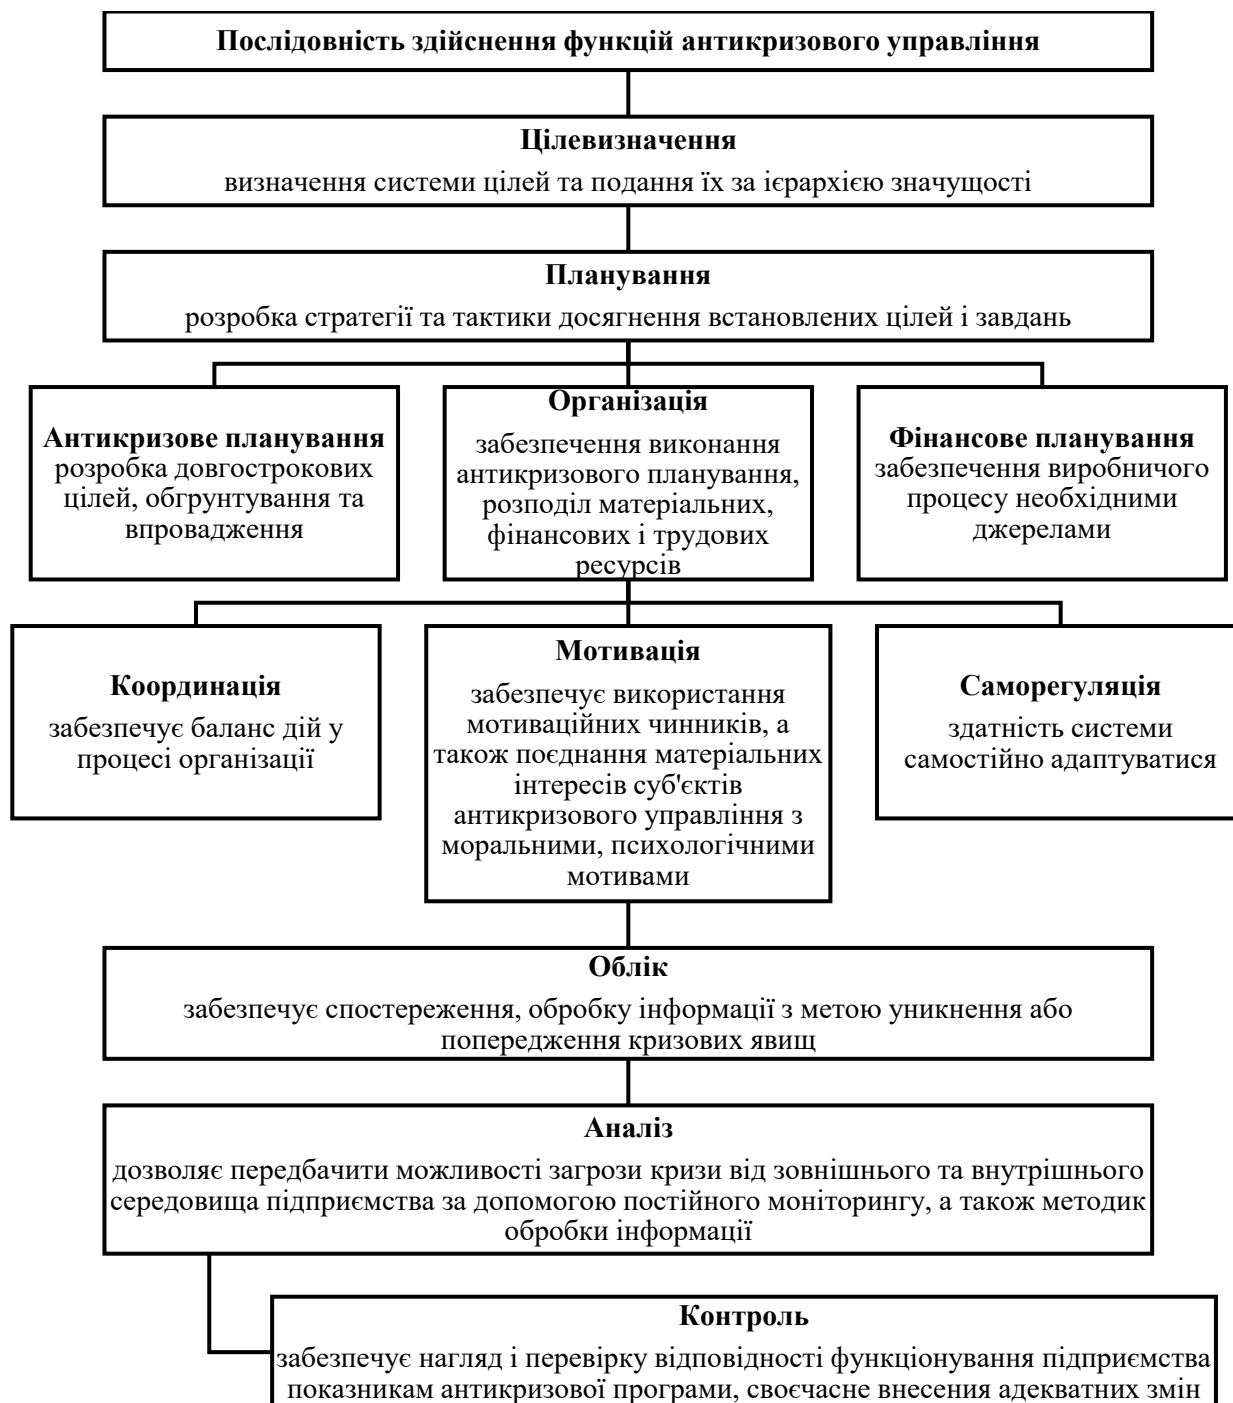 Послідовність здійснення функцій антикризового управління
Цілевизначення
визначення системи цілей та подання їх за ієрархією значущості
Планування
розробка стратегії та тактики досягнення встановлених цілей і завдань
Антикризове планування
розробка довгострокових
цілей, обгрунтування та
впровадження
Організація
забезпечення виконання
антикризового планування,
розподіл матеріальних,
фінансових і трудових
ресурсів
Фінансове планування
забезпечення виробничого
процесу необхідними
джерелами
Координація
забезпечує баланс дій у
процесі організації
Мотивація
забезпечує використання
мотиваційних чинників, а
також поєднання матеріальних
інтересів суб'єктів
антикризового управління з
моральними, психологічними
мотивами
Саморегуляція
здатність системи
самостійно адаптуватися
Облік
забезпечує спостереження, обробку інформації з метою уникнення або
попередження кризових явищ
Аналіз
дозволяє передбачити можливості загрози кризи від зовнішнього та внутрішнього
середовища підприємства за допомогою постійного моніторингу, а також методик
обробки інформації
Контроль
забезпечує нагляд і перевірку відповідності функціонування підприємства
показникам антикризової програми, своєчасне внесення адекватних змін